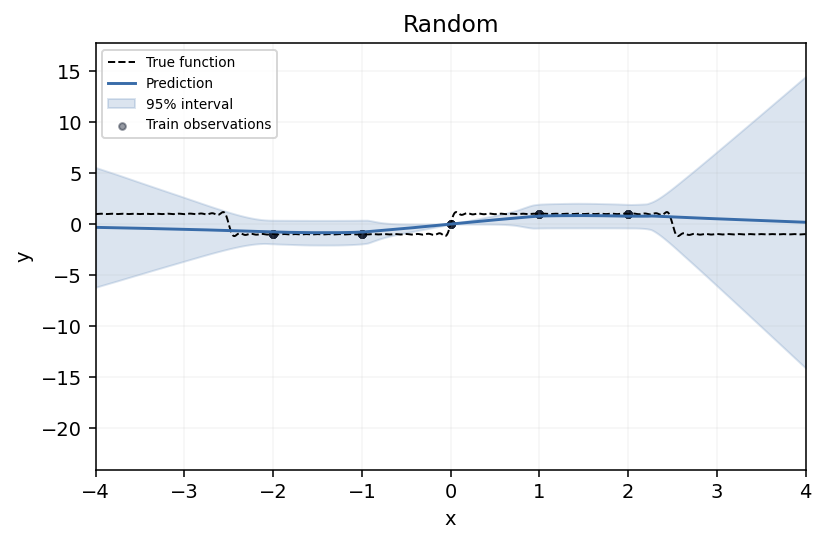 Random
True function
Prediction
95% interval
Train observations
15
10
5
0
−5
−10
−15
−20
y
−4 −3 −2 −1 0 1 2 3 4
x